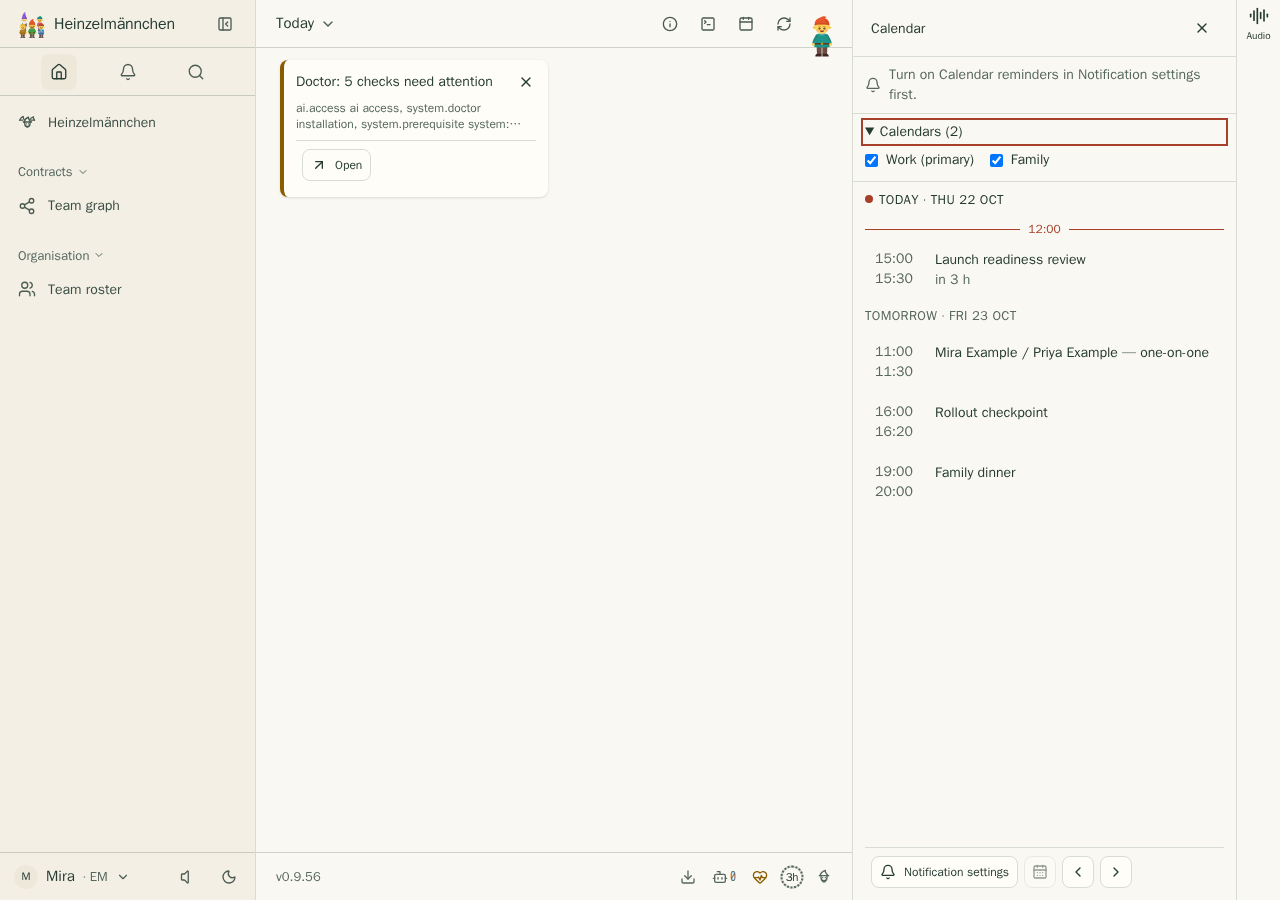 Heinzelmännchen
Heinzelmännchen
Contracts
Team graph
Organisation
Team roster
M Mira · EM
Today
Doctor: 5 checks need attention
ai.access ai access, system.doctor
installation, system.prerequisite system:···
Open
v0.9.56
0
3h
Calendar
Turn on Calendar reminders in Notification settings
first.
Calendars (2)
Work (primary) Family
TODAY · THU 22 OCT
12:00
15:00 Launch readiness review
15:30 in 3 h
TOMORROW · FRI 23 OCT
11:00 Mira Example / Priya Example — one-on-one
11:30
16:00 Rollout checkpoint
16:20
19:00 Family dinner
20:00
Notification settings
Audio